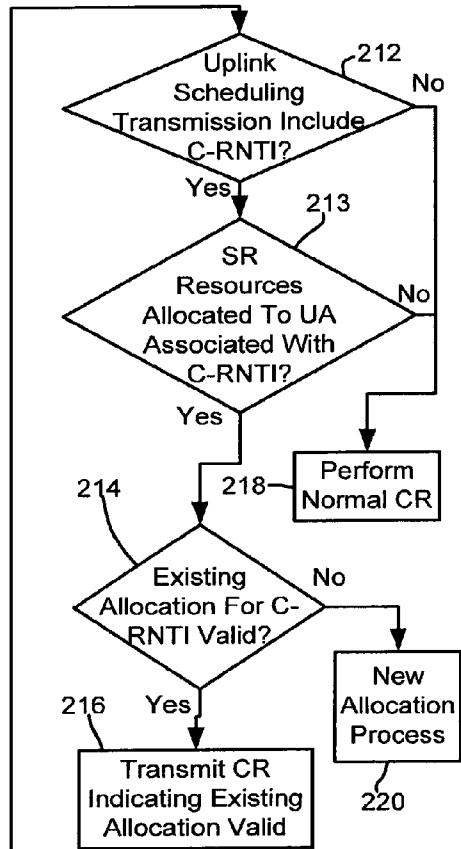 212
Uplink
Scheduling
Transmission Include
C-RNTI?
No
Yes
213
SR
Resources
Allocated To UA
Associated With
C-RNTI?
No
Yes
218
Perform
Normal CR
214
Existing
Allocation For C-
RNTI Valid?
No
Yes
New
Allocation
Process
220
216
Transmit CR
Indicating Existing
Allocation Valid